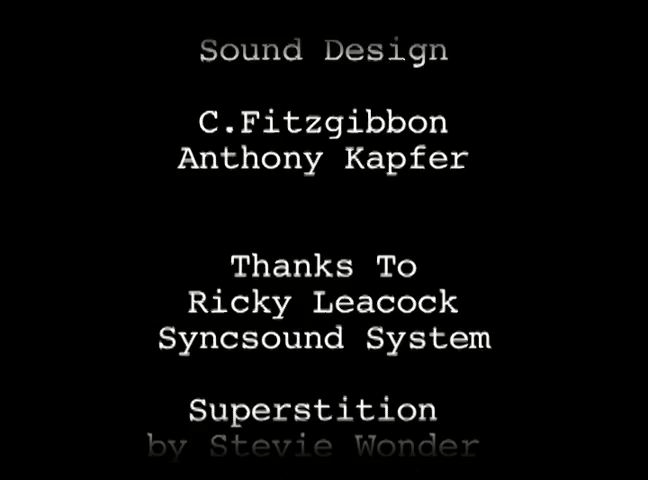 Sound Design
C.Fitzgibbon
Anthony Kapfer
Thanks To
Ricky Leacock
Syncsound System
Superstition
by Stevie Wonder